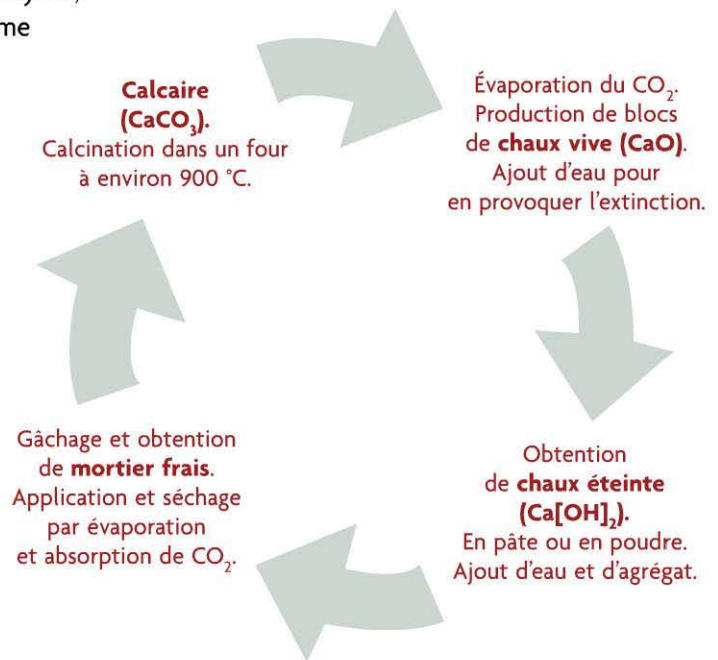 me
Calcaire
(CaCO₃).
Calcination dans un four
à environ 900 °C.
Évaporation du CO₂.
Production de blocs
de chaux vive (CaO).
Ajout d'eau pour
en provoquer l'extinction.
Obtention
de chaux éteinte
(Ca[OH]₂).
En pâte ou en poudre.
Ajout d'eau et d'agrégat.
Gâchage et obtention
de mortier frais.
Application et séchage
par évaporation
et absorption de CO₂.